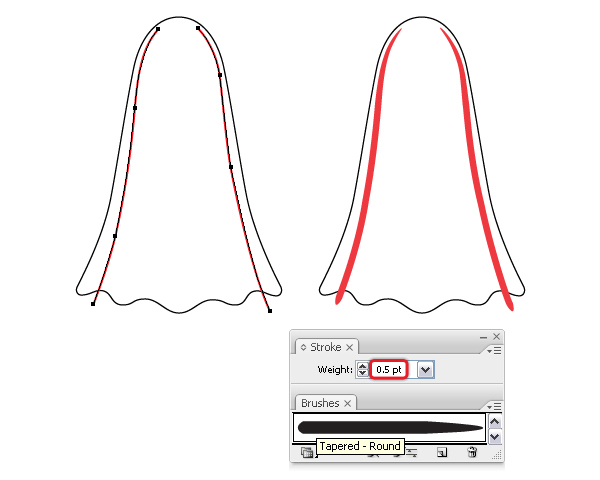 Stroke
Weight: 0.5 pt
Brushes
Tapered - Round